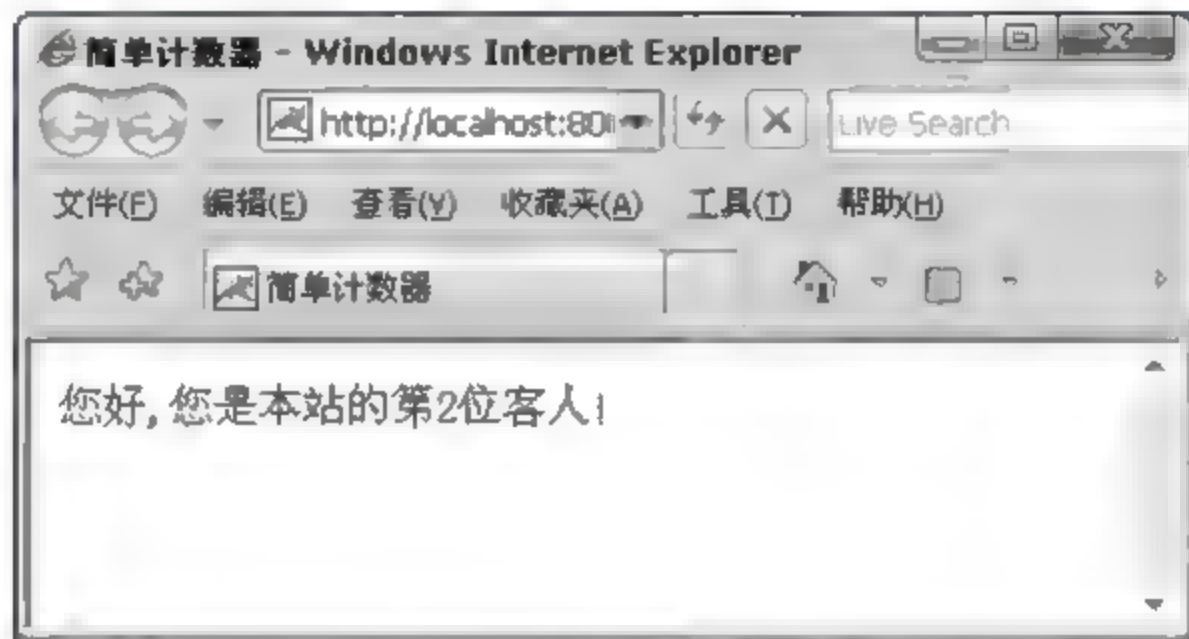 简单计数器 - Windows Internet Explorer
http://localhost:80 Live Search
文件(F) 编辑(E) 查看(V) 收藏夹(A) 工具(T) 帮助(H)
简单计数器
您好,您是本站的第2位客人!